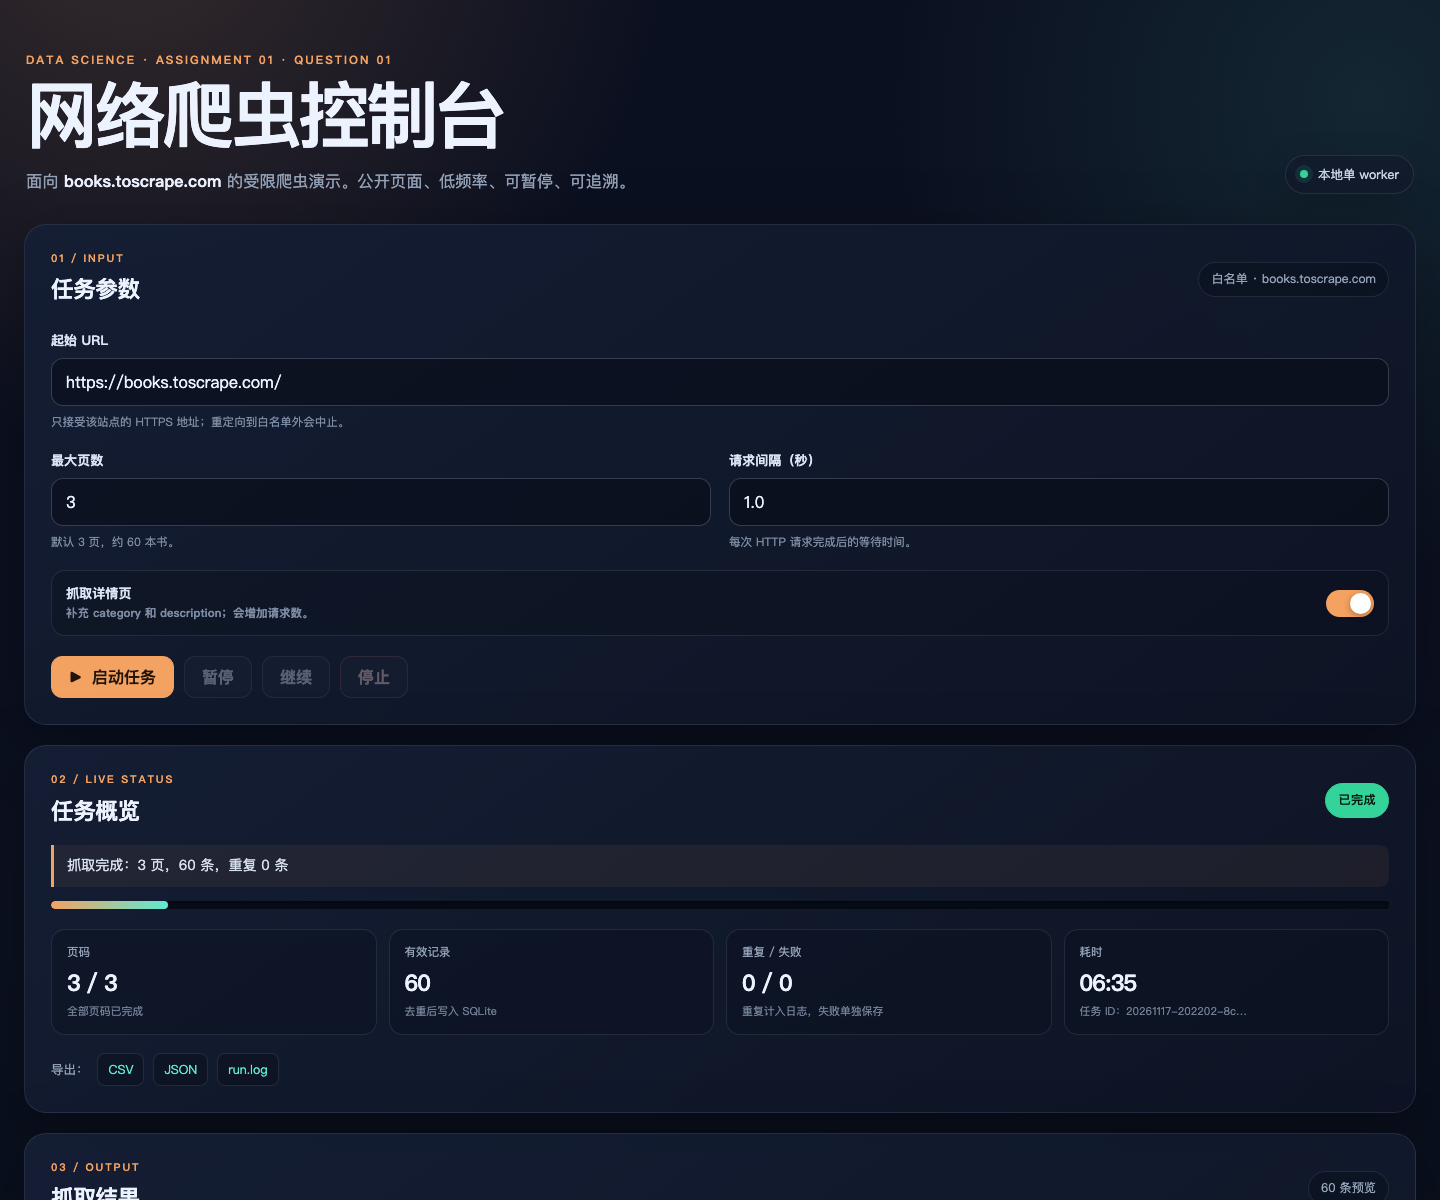 DATA SCIENCE · ASSIGNMENT 01 · QUESTION 01
网络爬虫控制台
面向 books.toscrape.com 的受限爬虫演示。公开页面、低频率、可暂停、可追溯。
本地单 worker
01 / INPUT
任务参数
白名单 · books.toscrape.com
起始 URL
https://books.toscrape.com/
只接受该站点的 HTTPS 地址；重定向到白名单外会中止。
最大页数
请求间隔（秒）
3
1.0
默认 3 页，约 60 本书。
每次 HTTP 请求完成后的等待时间。
抓取详情页
补充 category 和 description；会增加请求数。
启动任务
暂停
继续
停止
02 / LIVE STATUS
任务概览
已完成
抓取完成：3 页，60 条，重复 0 条
页码
3 / 3
全部页码已完成
有效记录
60
去重后写入 SQLite
重复 / 失败
0 / 0
重复计入日志，失败单独保存
耗时
06:35
任务 ID：20261117-202202-8c...
导出：
CSV
JSON
run.log
03 / OUTPUT
抓取结果
60 条预览